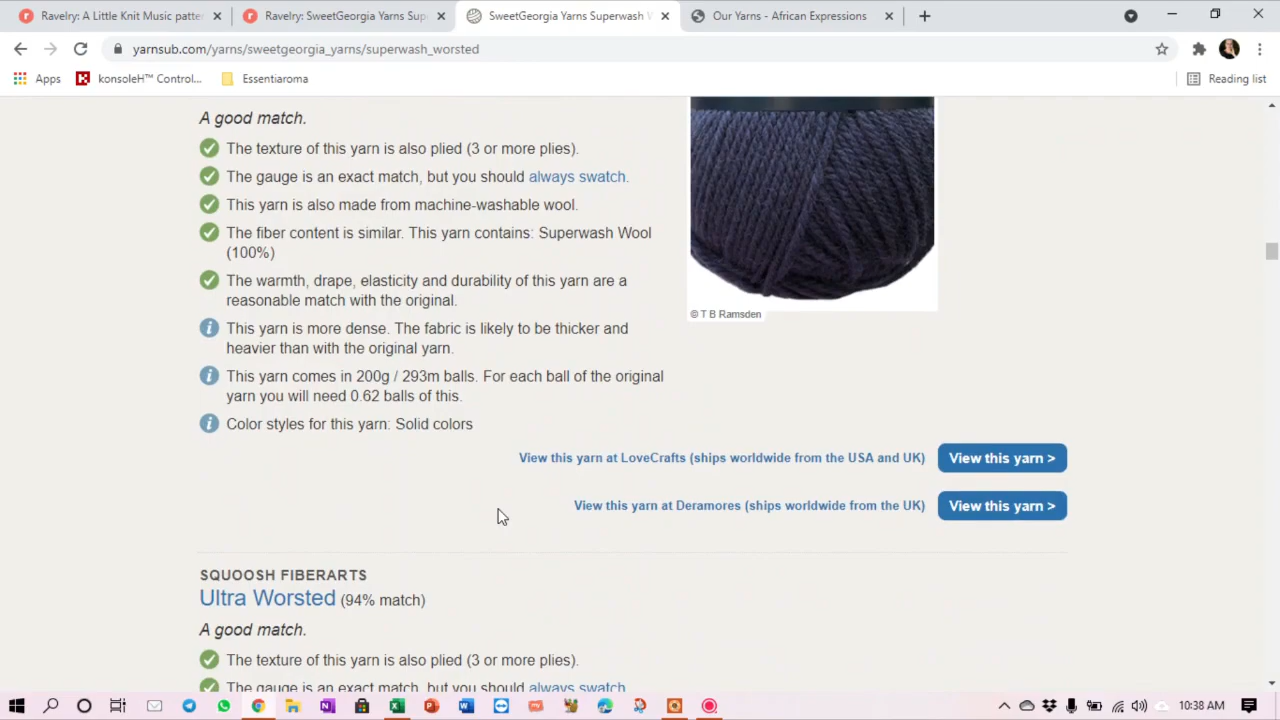 Ravelry: A Little Knit Music patte
Ravelry: SweetGeorgia Yarns Sup
SweetGeorgia Yarns Superwash W
Our Yarns - African Expressions
yarnsub.com/yarns/sweetgeorgia_yarns/superwash_worsted
Apps
konsoleH™ Control...
Essentiaroma
Reading list
A good match.
The texture of this yarn is also plied (3 or more plies).
The gauge is an exact match, but you should always swatch.
This yarn is also made from machine-washable wool.
The fiber content is similar. This yarn contains: Superwash Wool
(100%)
The warmth, drape, elasticity and durability of this yarn are a
reasonable match with the original.
This yarn is more dense. The fabric is likely to be thicker and
heavier than with the original yarn.
This yarn comes in 200g / 293m balls. For each ball of the original
yarn you will need 0.62 balls of this.
Color styles for this yarn: Solid colors
© T B Ramsden
View this yarn at LoveCrafts (ships worldwide from the USA and UK)
View this yarn >
View this yarn at Deramores (ships worldwide from the UK)
View this yarn >
SQUOOSH FIBERARTS
Ultra Worsted (94% match)
A good match.
The texture of this yarn is also plied (3 or more plies).
The gauge is an exact match, but you should always swatch.
10:38 AM